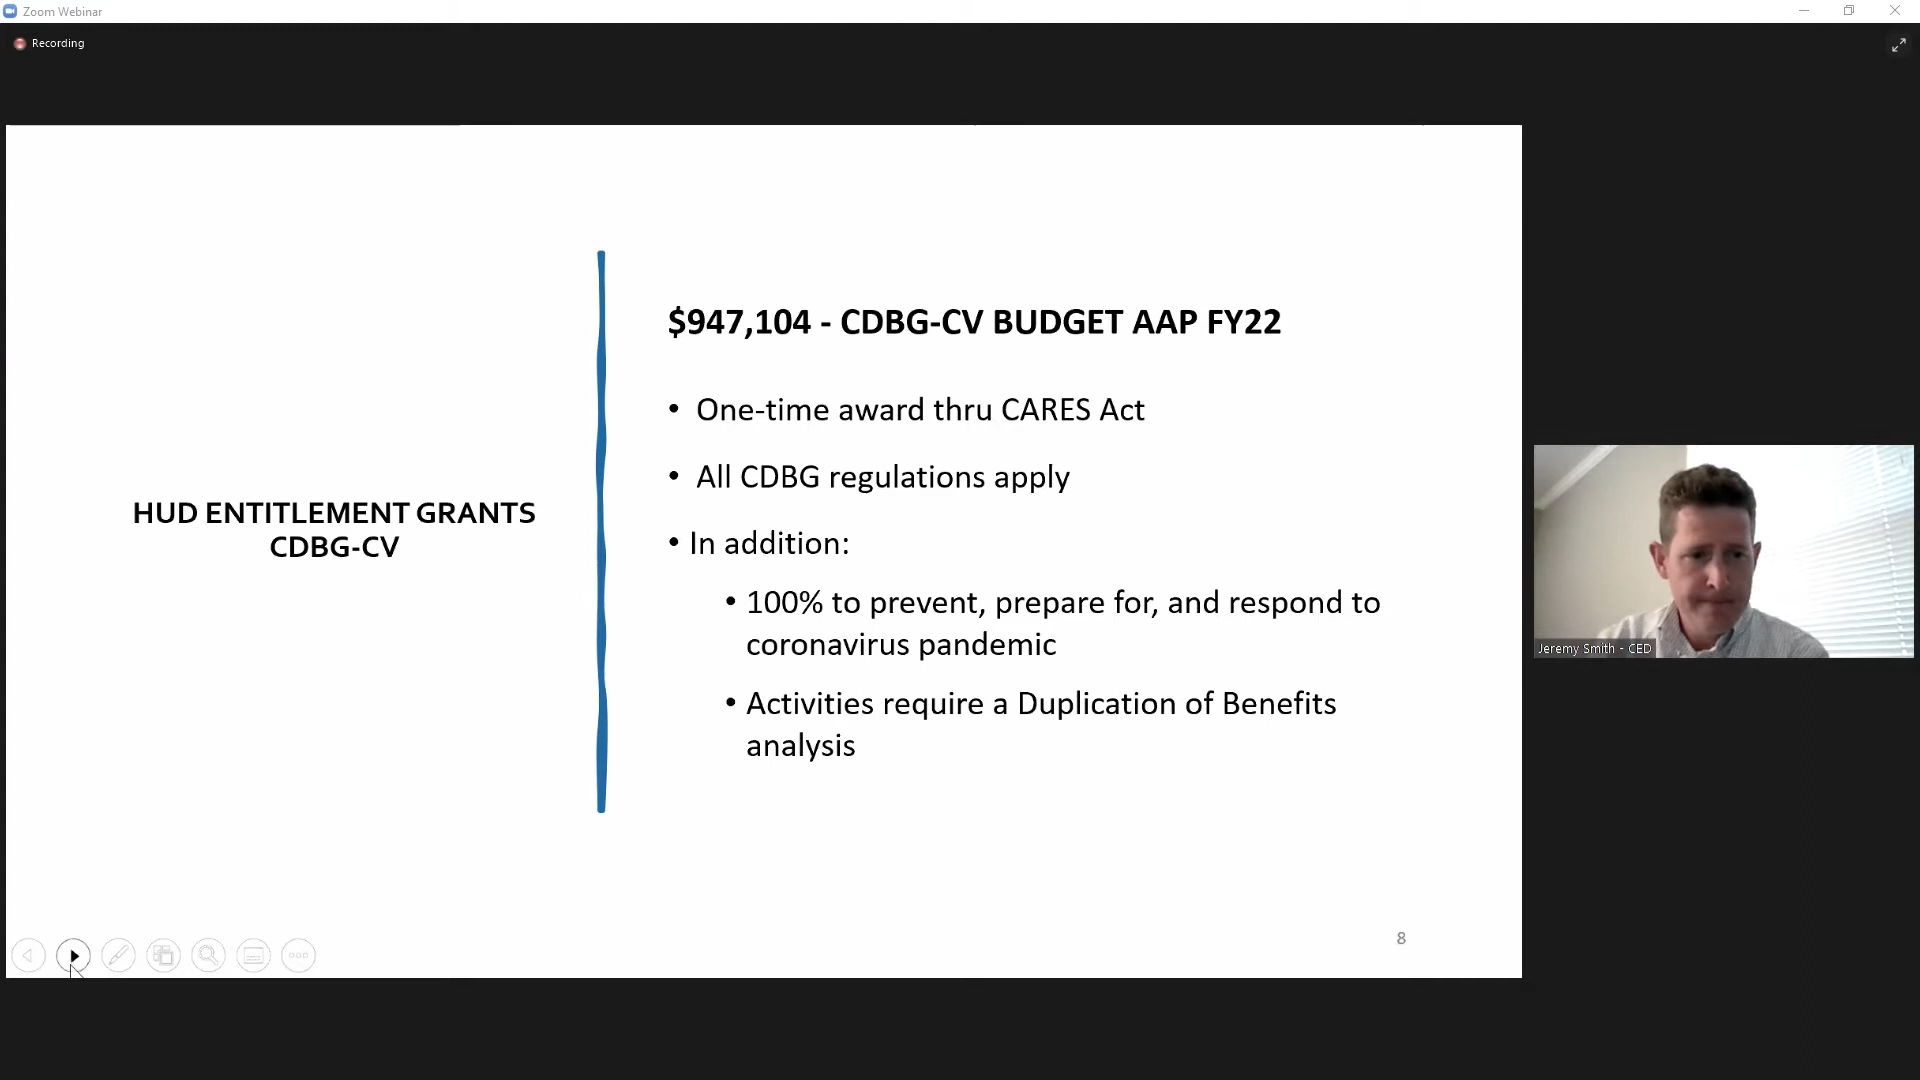 Zoom Webinar
Recording
HUD ENTITLEMENT GRANTS
CDBG-CV
$947,104 - CDBG-CV BUDGET AAP FY22
• One-time award thru CARES Act
• All CDBG regulations apply
• In addition:
• 100% to prevent, prepare for, and respond to
coronavirus pandemic
• Activities require a Duplication of Benefits
analysis
8
Jeremy Smith - CED